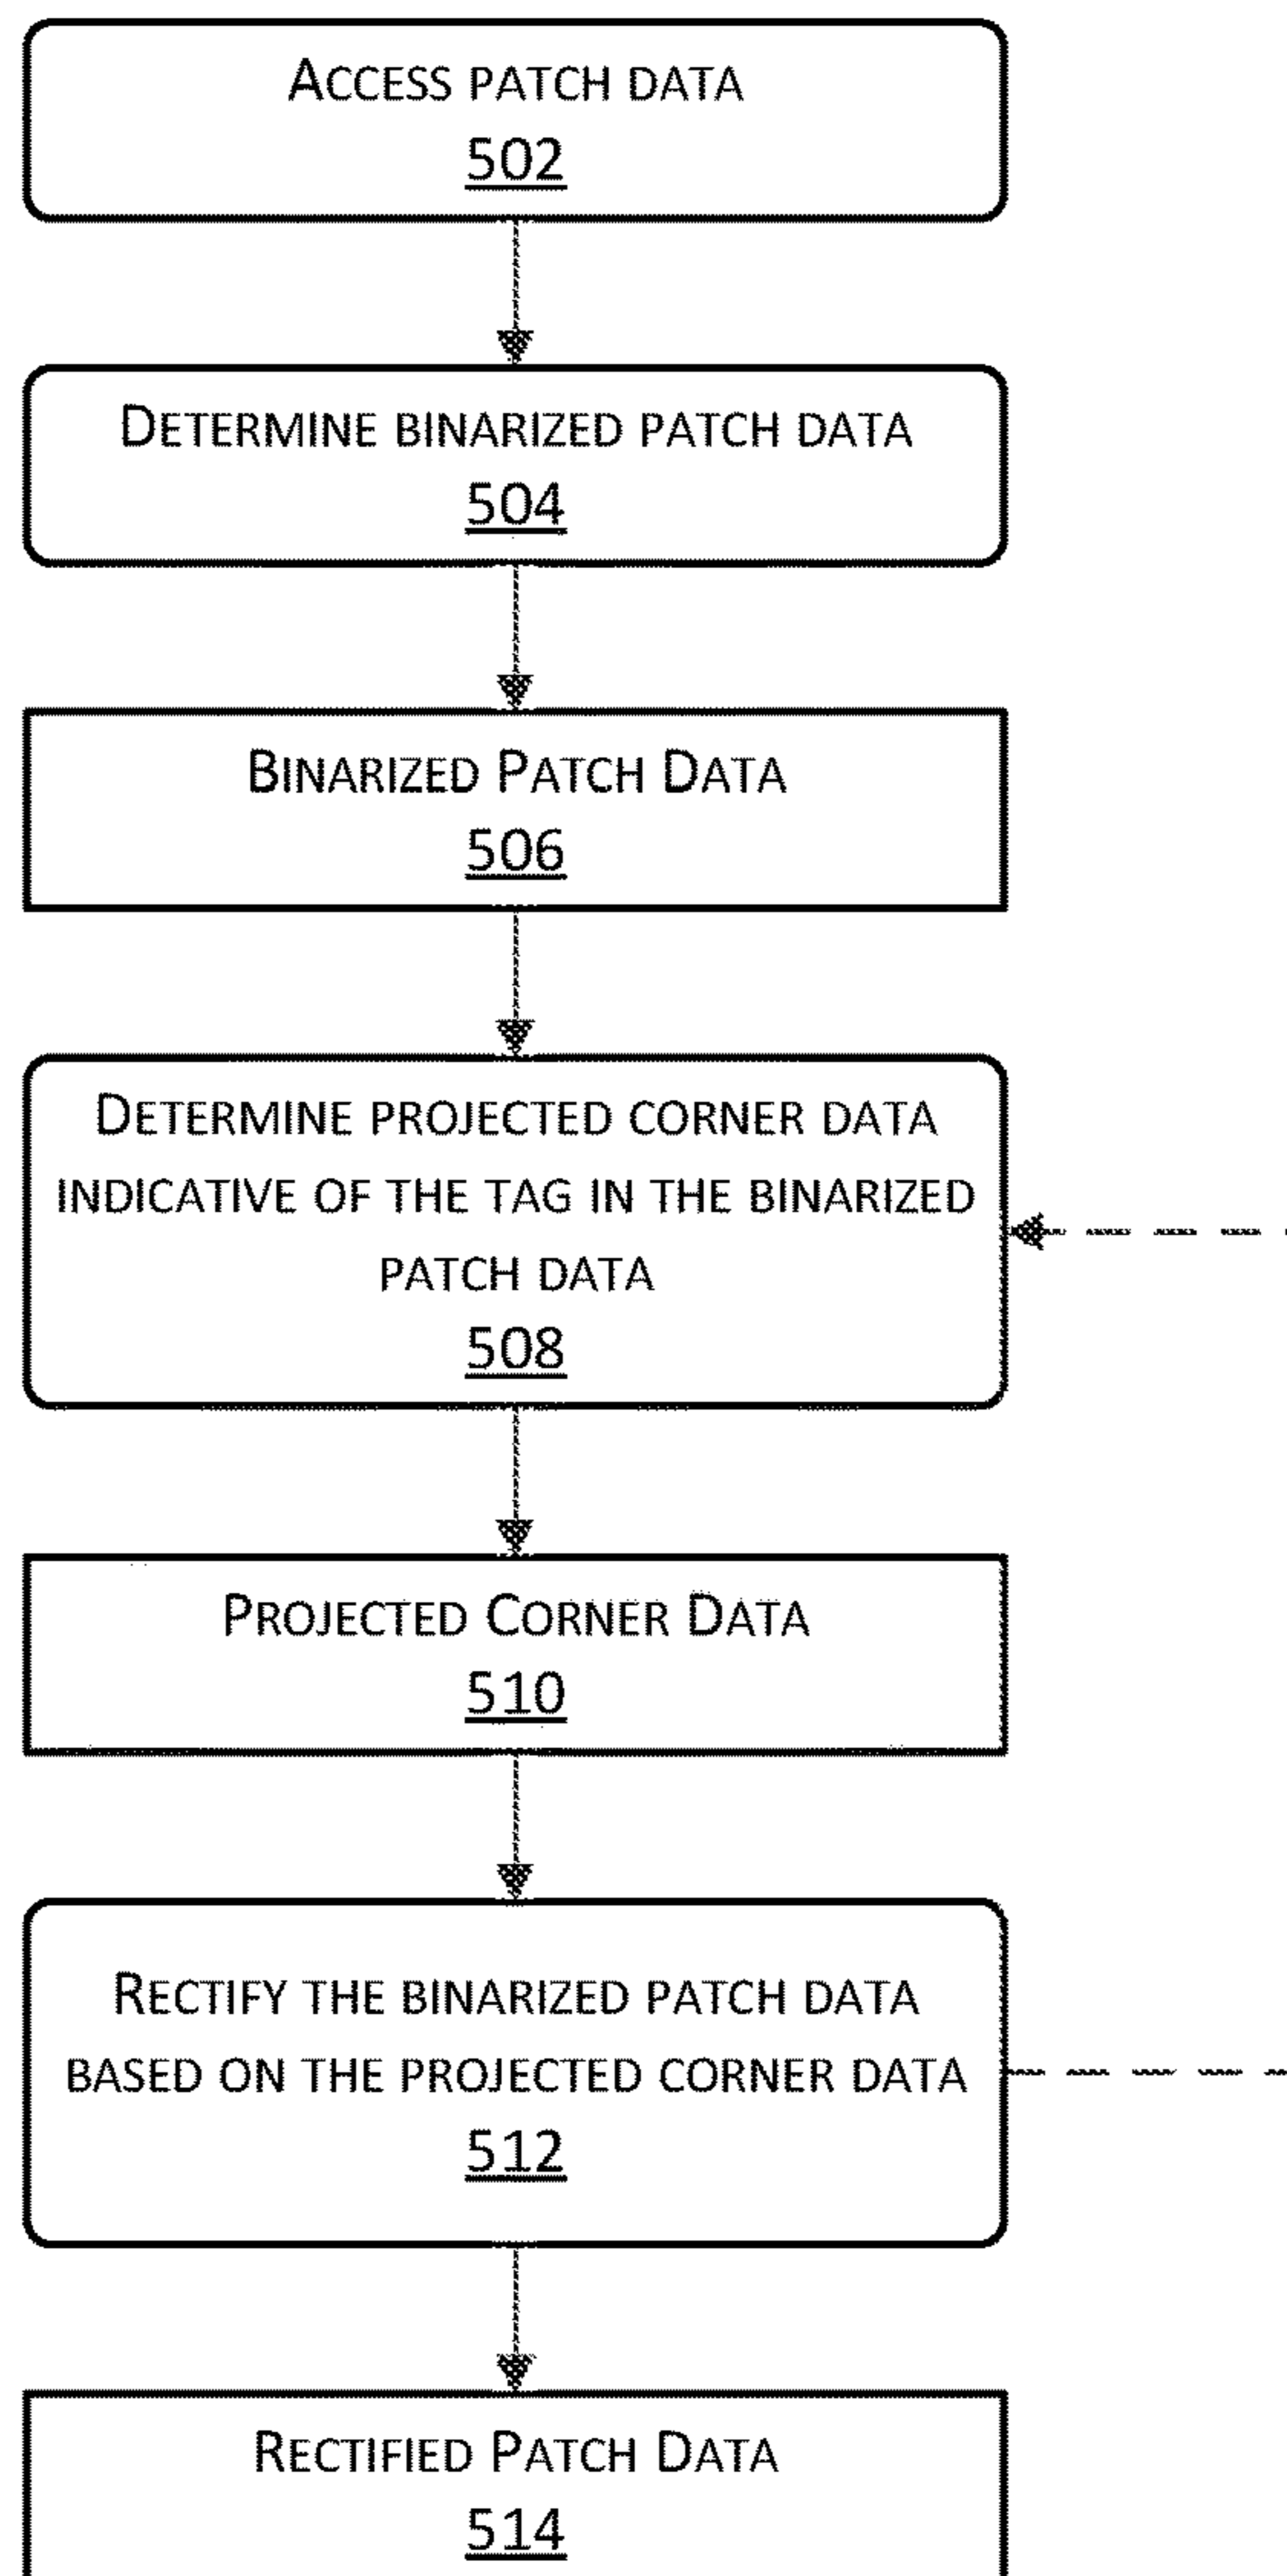 ACCESS PATCH DATA
502
DETERMINE BINARIZED PATCH DATA
504
BINARIZED PATCH DATA
506
DETERMINE PROJECTED CORNER DATA
INDICATIVE OF THE TAG IN THE BINARIZED
PATCH DATA
508
PROJECTED CORNER DATA
510
RECTIFY THE BINARIZED PATCH DATA
BASED ON THE PROJECTED CORNER DATA
512
RECTIFIED PATCH DATA
514